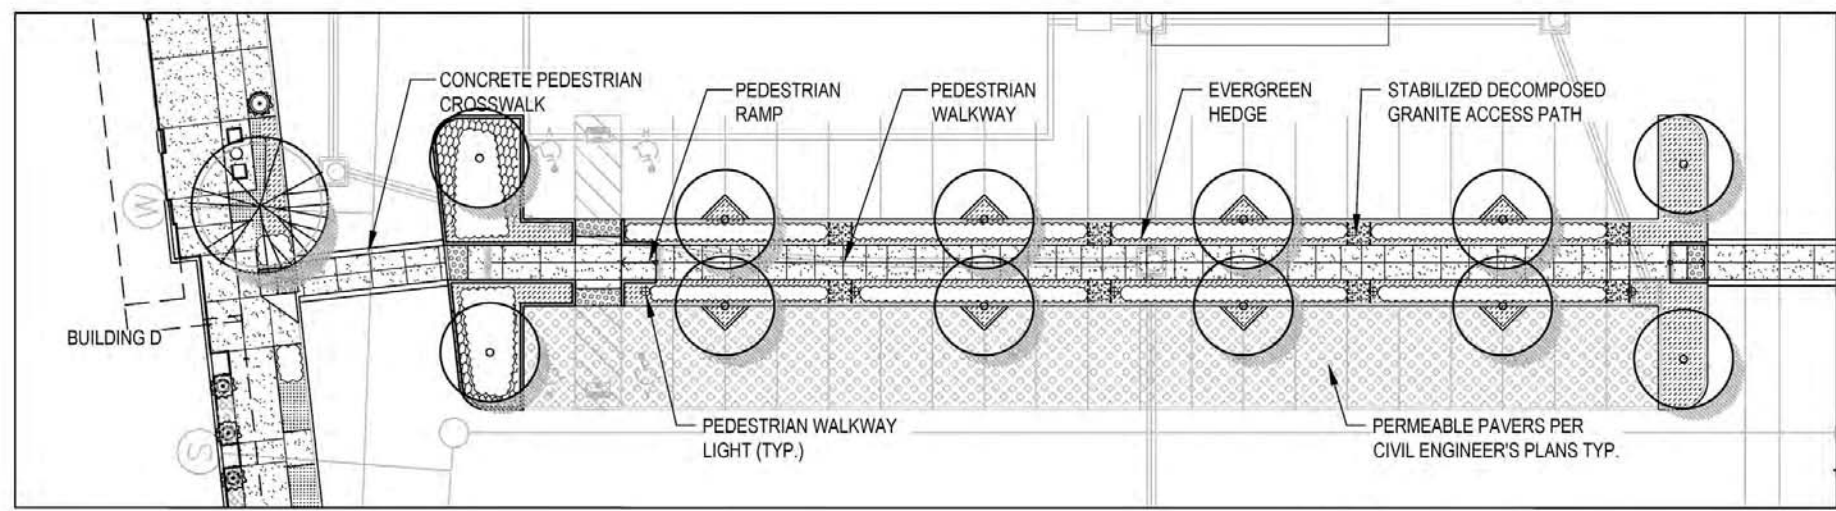 CONCRETE PEDESTRIAN
CROSSWALK
PEDESTRIAN
RAMP
PEDESTRIAN
WALKWAY
EVERGREEN
HEDGE
STABILIZED DECOMPOSED
GRANITE ACCESS PATH
W
BUILDING D
S
PEDESTRIAN WALKWAY
LIGHT (TYP.)
PERMEABLE PAVERS PER
CIVIL ENGINEER'S PLANS TYP.